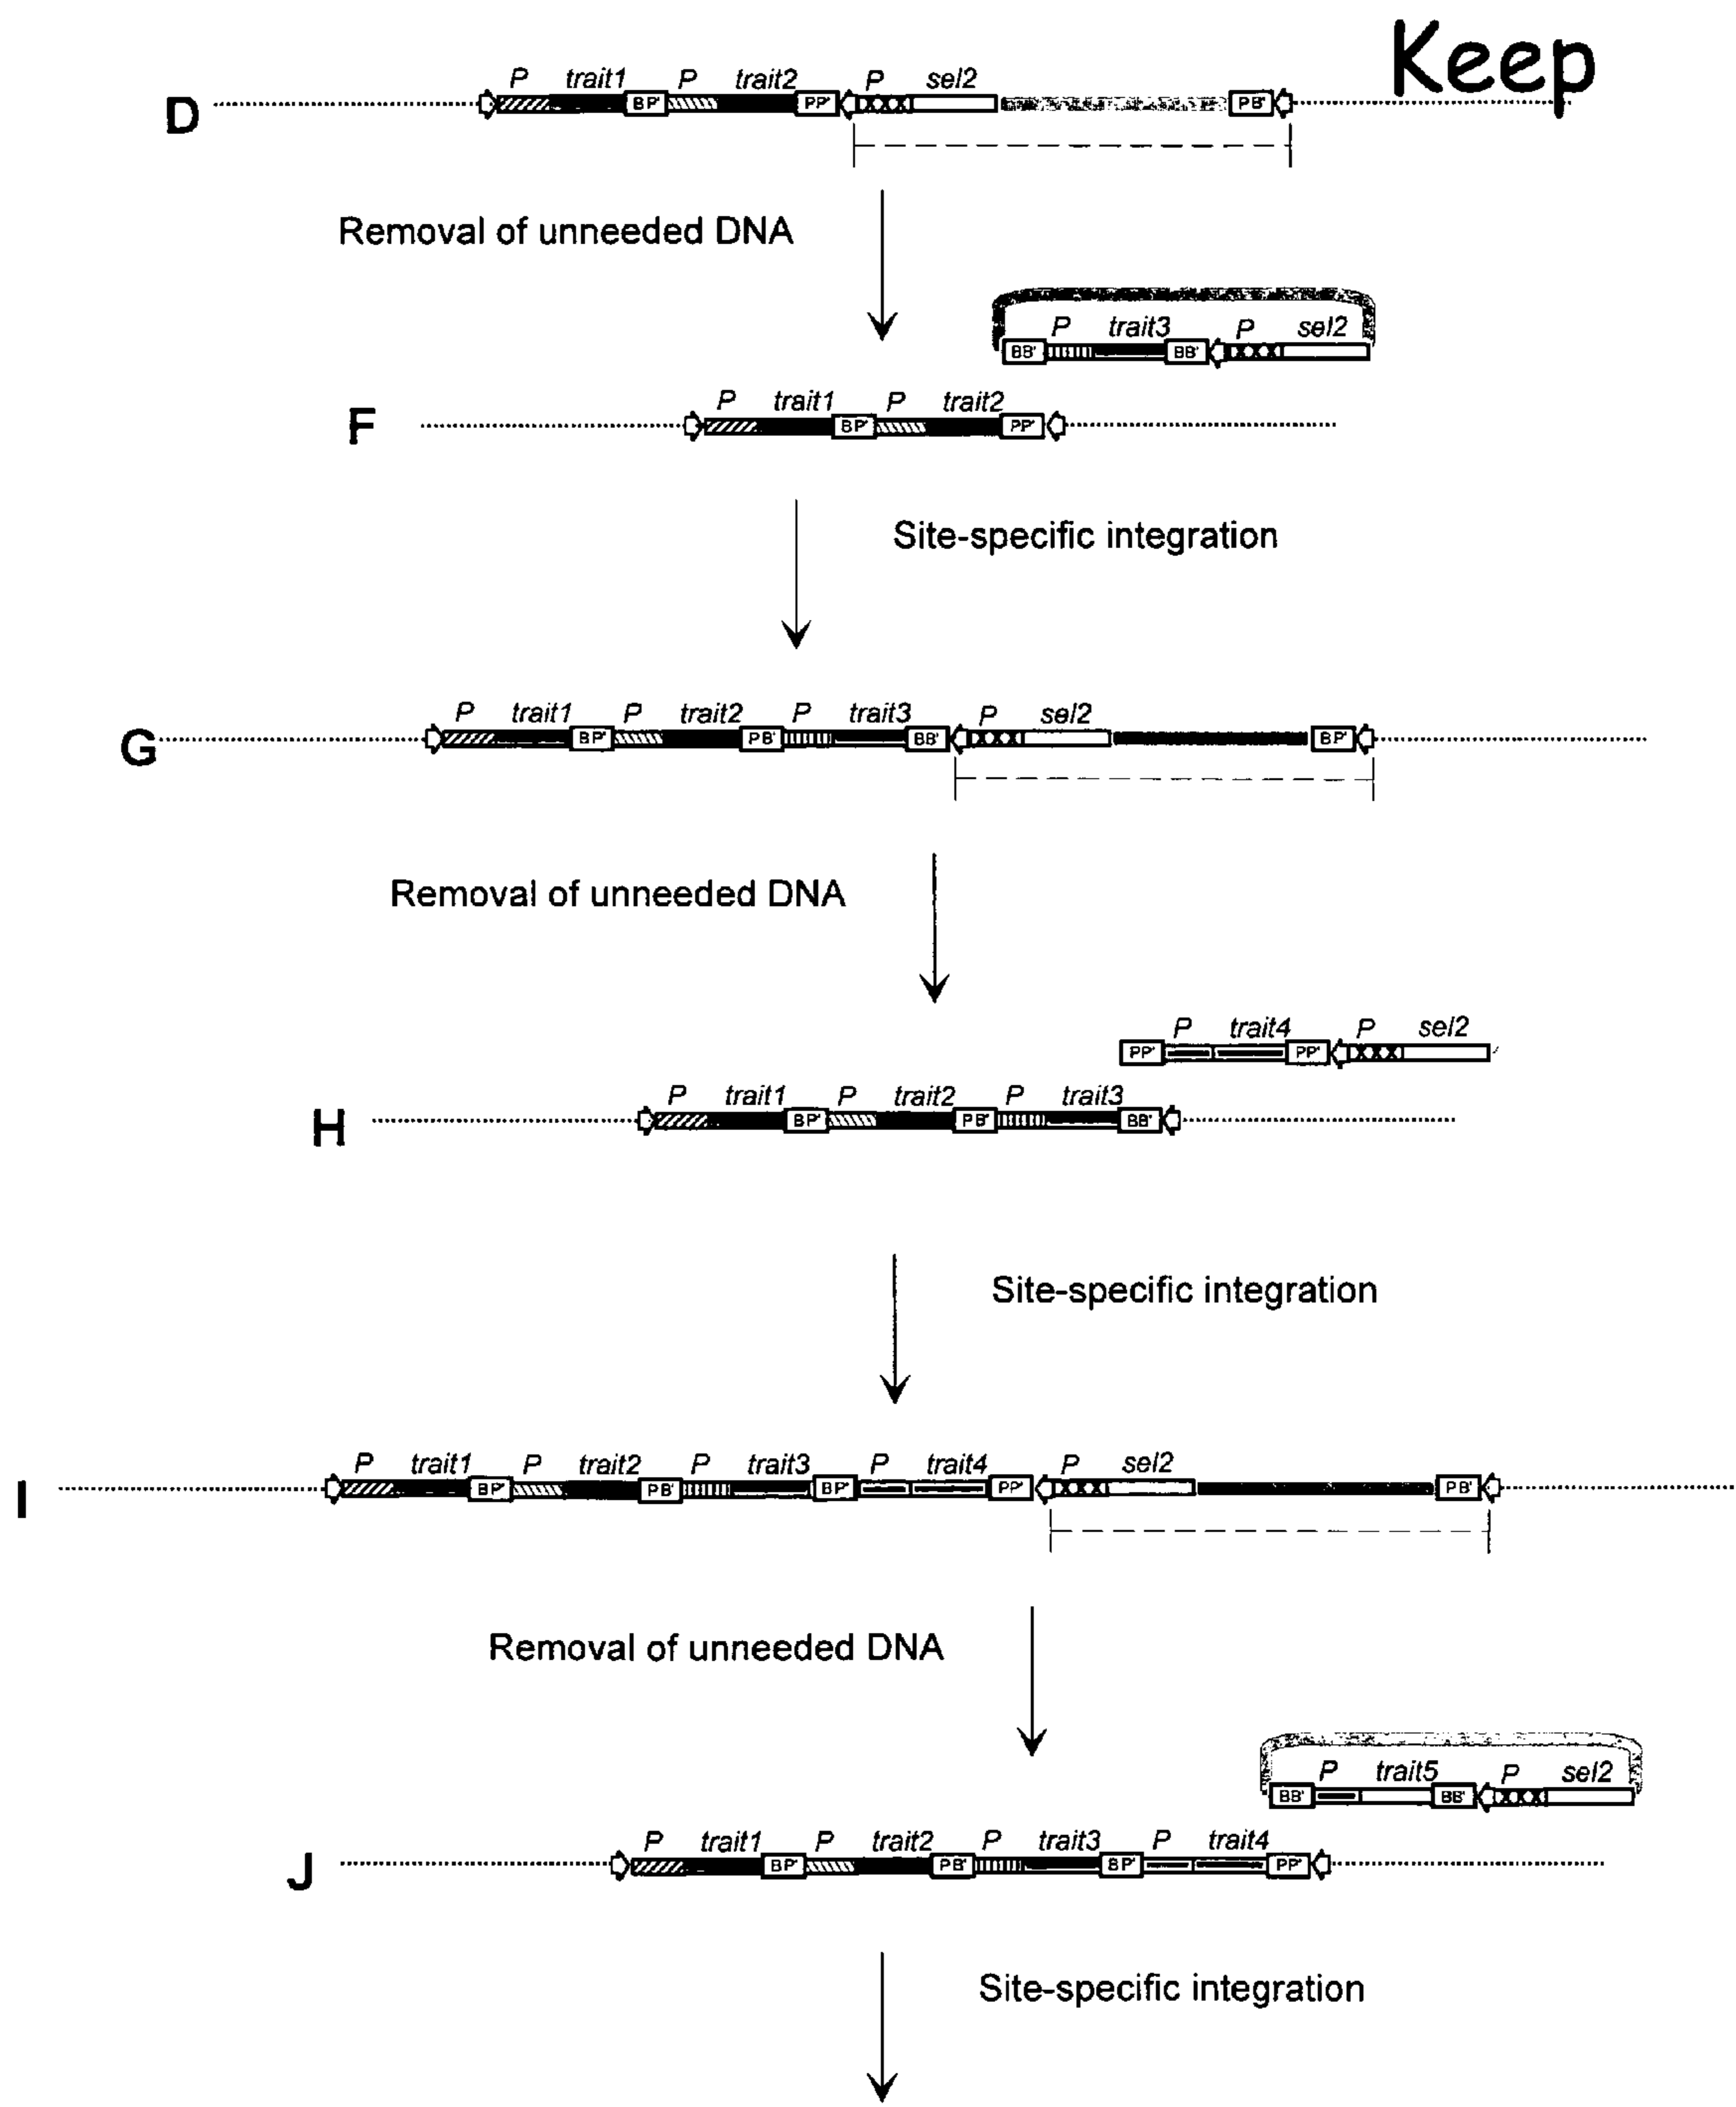 Keep
P trait1 P trait2 P sel2
D BP' PP' PB'
Removal of unneeded DNA
P trait3 P sel2
BB' BB'
P trait1 P trait2
F BP' PP'
Site-specific integration
P trait1 P trait2 P trait3 P sel2
G BP' PB' BB' BP'
Removal of unneeded DNA
P trait4 P sel2
PP' PP'
P trait1 P trait2 P trait3
H BP' PB' BB'
Site-specific integration
P trait1 P trait2 P trait3 P trait4 P sel2
I BP' PB' BP' PP' PB'
Removal of unneeded DNA
P trait5 P sel2
BB' BB'
P trait1 P trait2 P trait3 P trait4
J BP' PB' BP' PP'
Site-specific integration